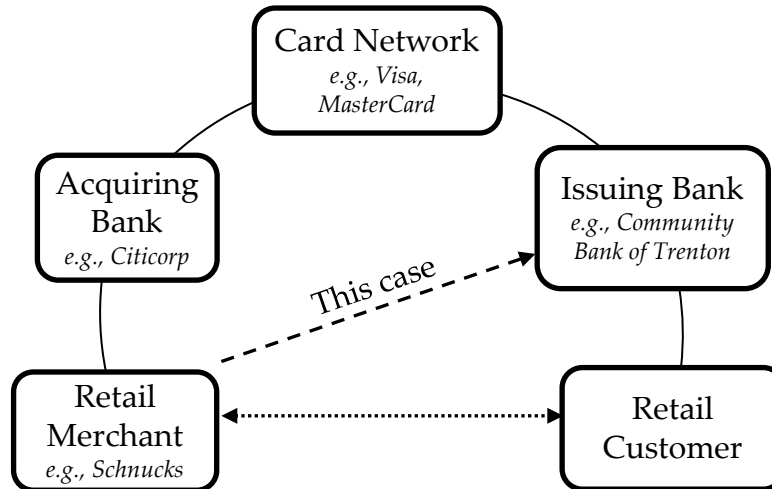 Card Network
e.g., Visa,
MasterCard
Acquiring
Bank
e.g., Citicorp
Issuing Bank
e.g., Community
Bank of Trenton
This case
Retail
Merchant
e.g., Schnucks
Retail
Customer